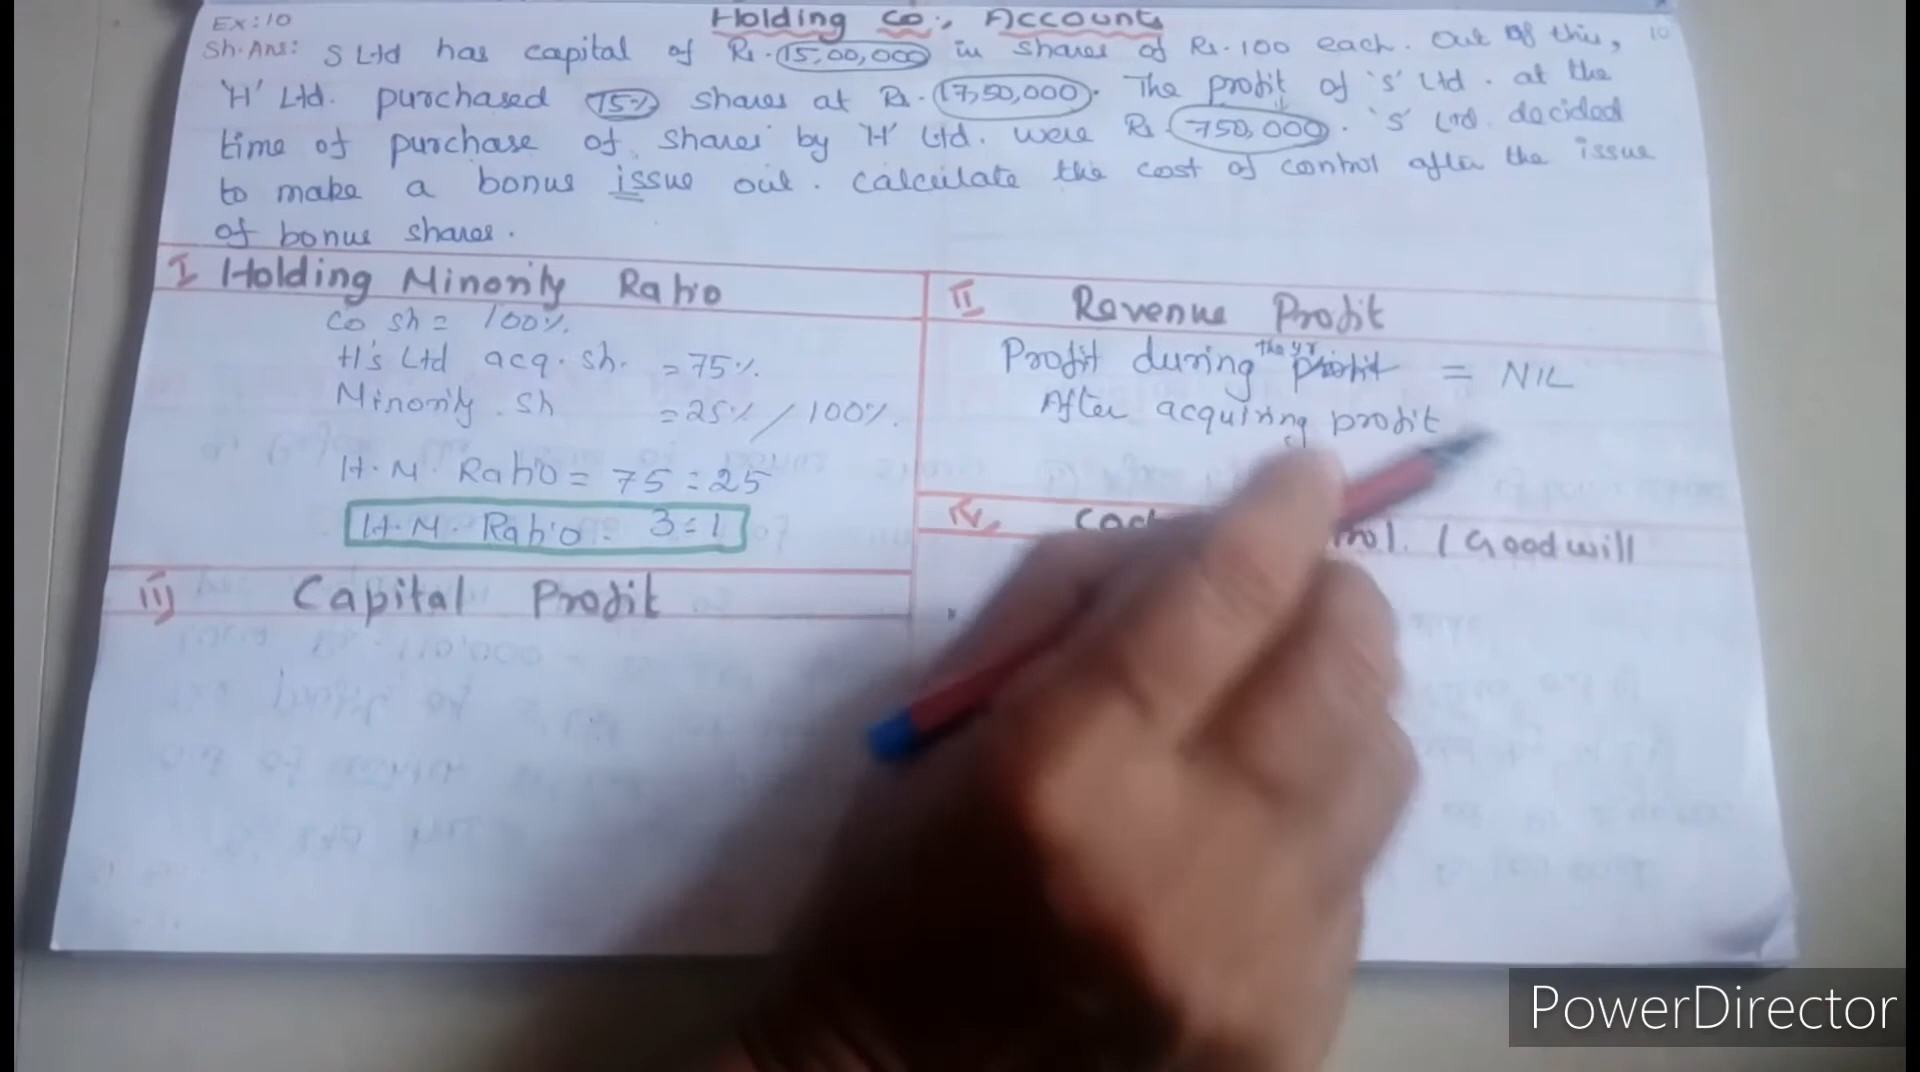 Ex:10
Holding Co., Accounts
10
Sh.Ans: S Ltd has capital of Rs. 15,00,000 in shares of Rs. 100 each. Out of this,
'H' Ltd. purchased 75% shares at Rs. 17,50,000. The profit of 'S' Ltd. at the
time of purchase of shares by 'H' Ltd. were Rs. 750,000. 'S' Ltd. decided
to make a bonus issue out. calculate the cost of control after the issue
of bonus shares.
I Holding Minority Ratio
Co sh = 100%.
H's Ltd acq. sh. = 75%.
Minority. sh = 25% / 100%.
H.M. Ratio = 75 : 25
H.M. Ratio = 3:1
II Revenue Profit
Profit during the yr profit = NIL
After acquiring profit
III Capital Profit
IV / Goodwill